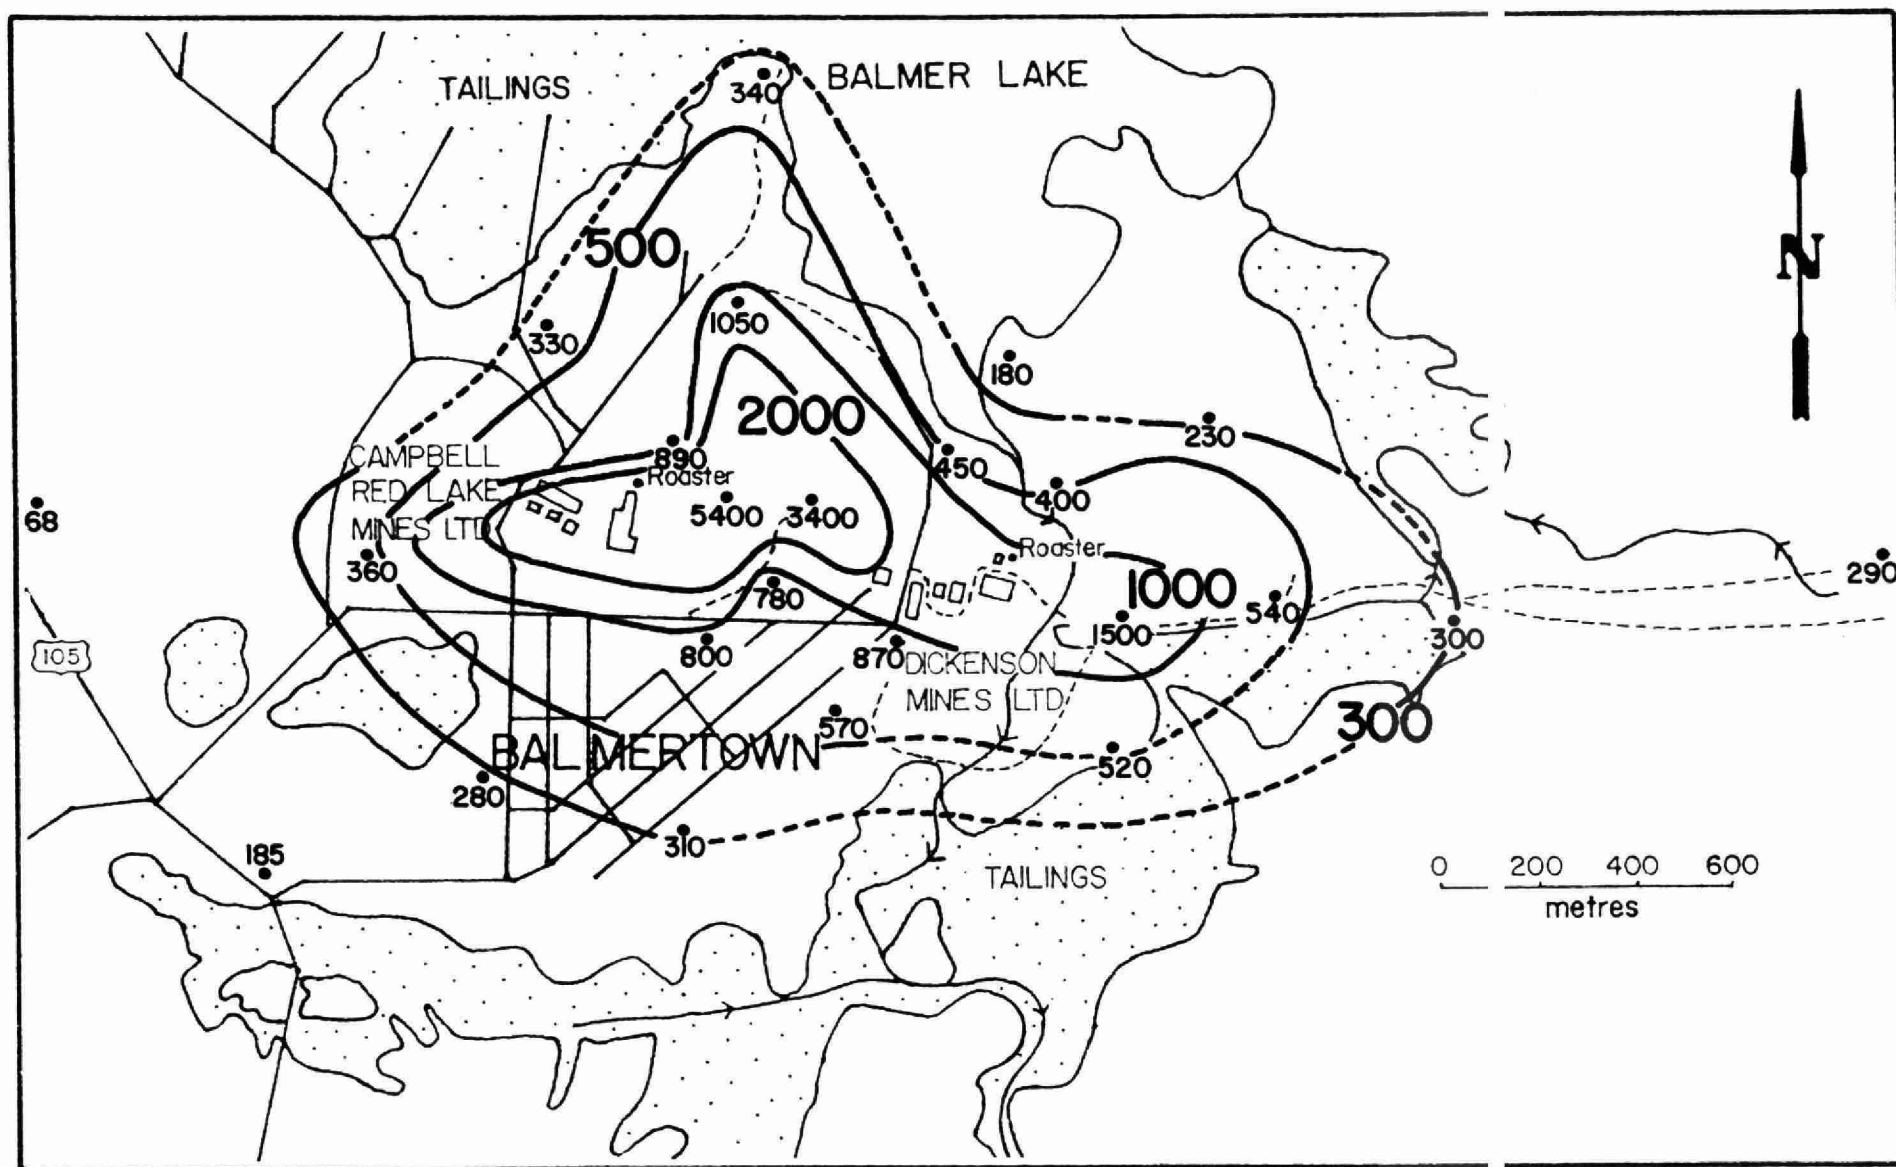 TAILINGS
BALMER LAKE
340
500
N
330
1050
180
2000
230
CAMPBELL
RED LAKE
MINES LTD
890
Roaster
450
400
68
5400
3400
360
Roaster
290
780
1000
540
1500
300
105
800
870
DICKENSON
MINES LTD
570
300
BALMERTOWN
520
280
310
185
TAILINGS
0 200 400 600
metres